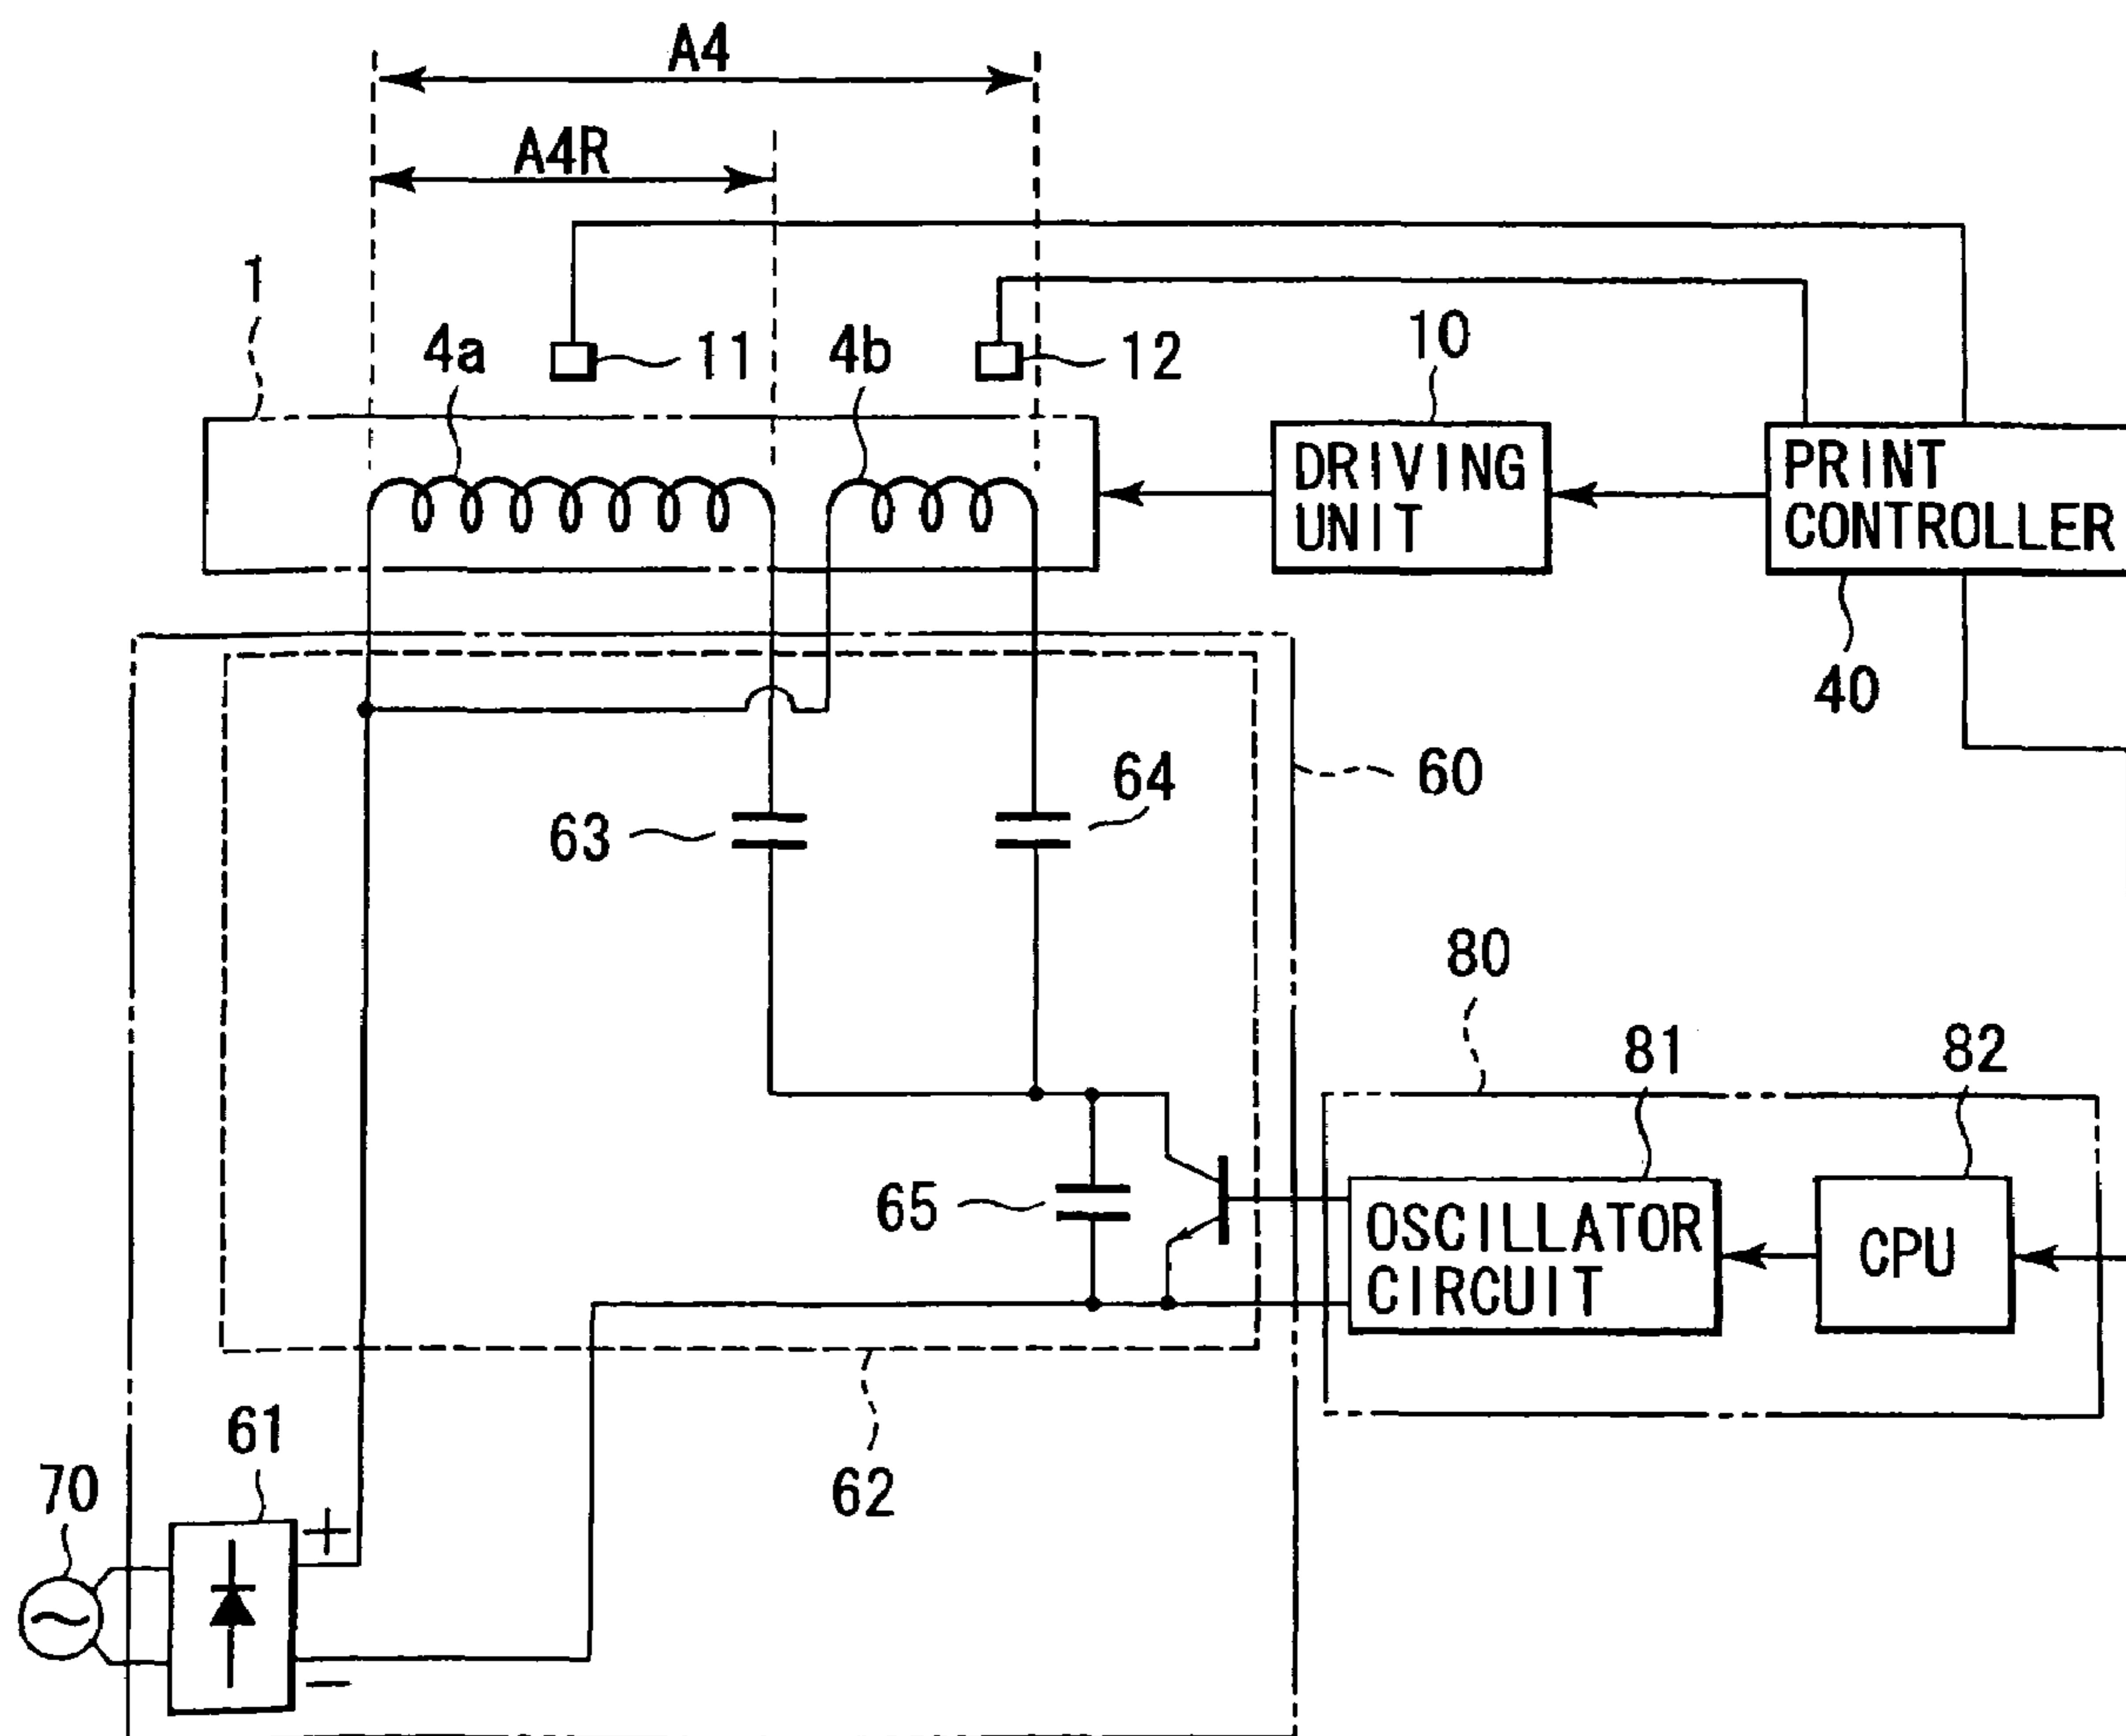 A4
A4R
1
4a
11
4b
12
10
DRIVING
UNIT
PRINT
CONTROLLER
40
60
63
64
80
81
82
65
OSCILLATOR
CIRCUIT
CPU
62
61
70
+
−